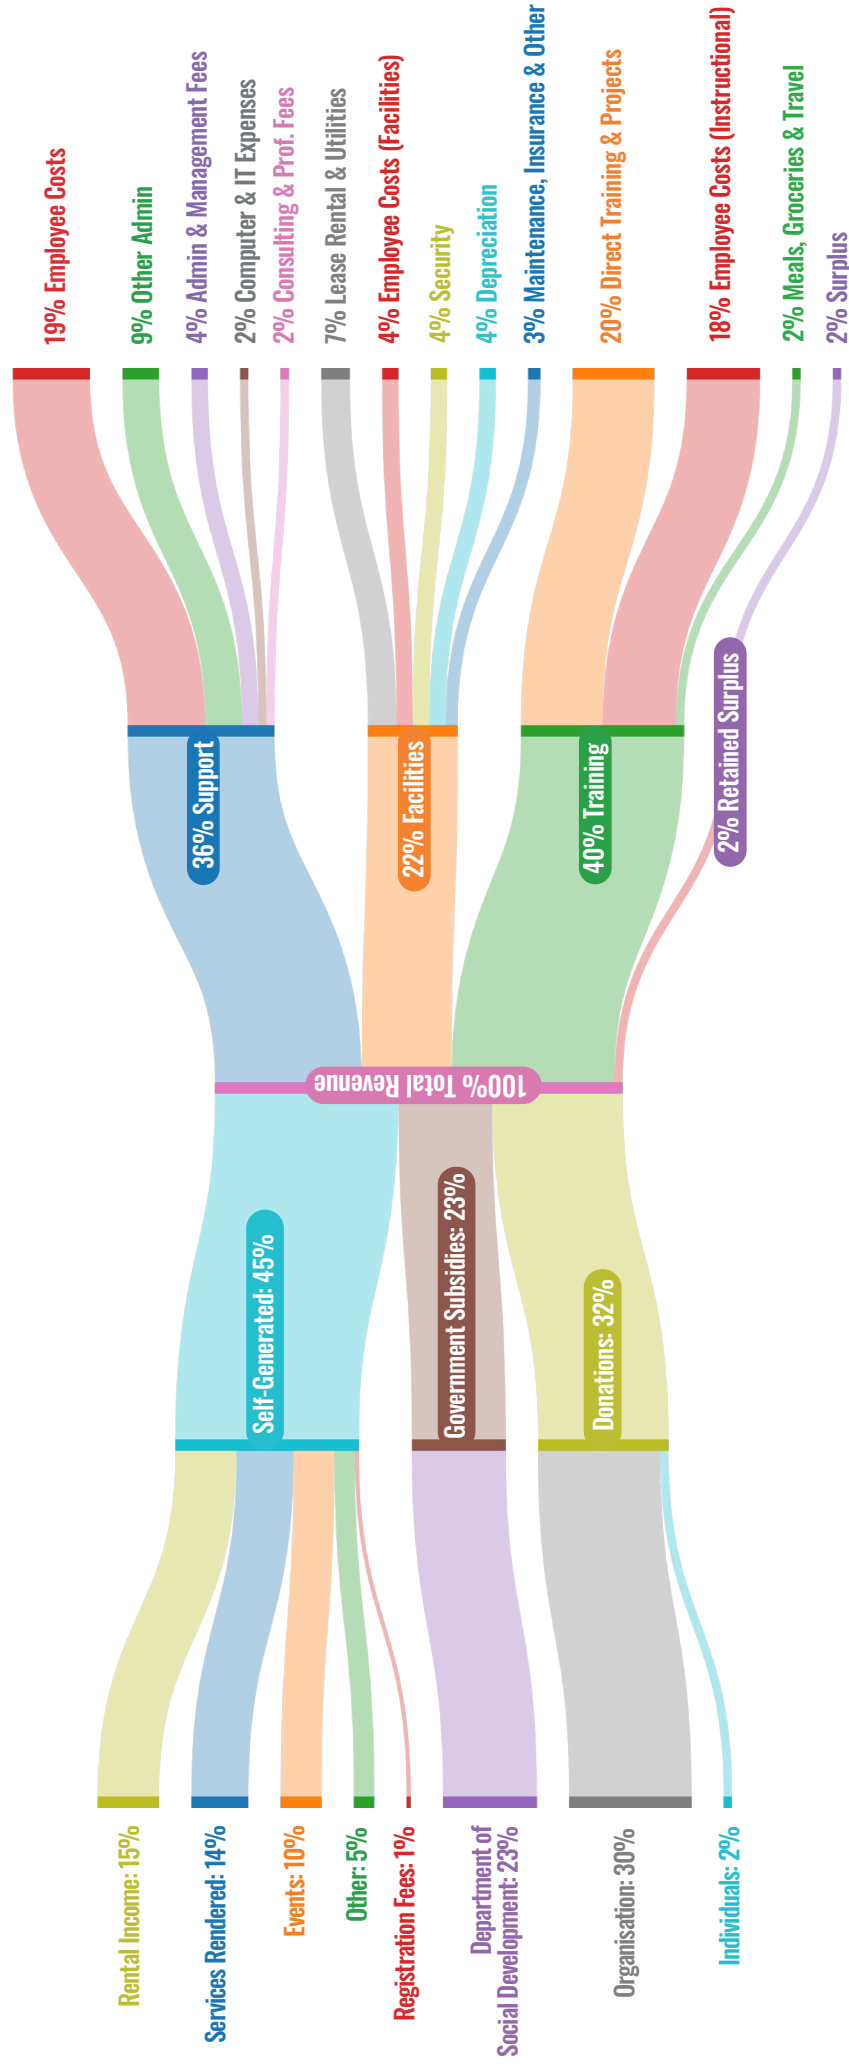 19% Employee Costs
9% Other Admin
4% Admin & Management Fees
2% Computer & IT Expenses
2% Consulting & Prof. Fees
7% Lease Rental & Utilities
4% Employee Costs (Facilities)
4% Security
4% Depreciation
3% Maintenance, Insurance & Other
20% Direct Training & Projects
18% Employee Costs (Instructional)
2% Meals, Groceries & Travel
2% Surplus
36% Support
22% Facilities
40% Training
2% Retained Surplus
100% Total Revenue
Self-Generated: 45%
Government Subsidies: 23%
Donations: 32%
Rental Income: 15%
Services Rendered: 14%
Events: 10%
Other: 5%
Registration Fees: 1%
Department of
Social Development: 23%
Organisation: 30%
Individuals: 2%